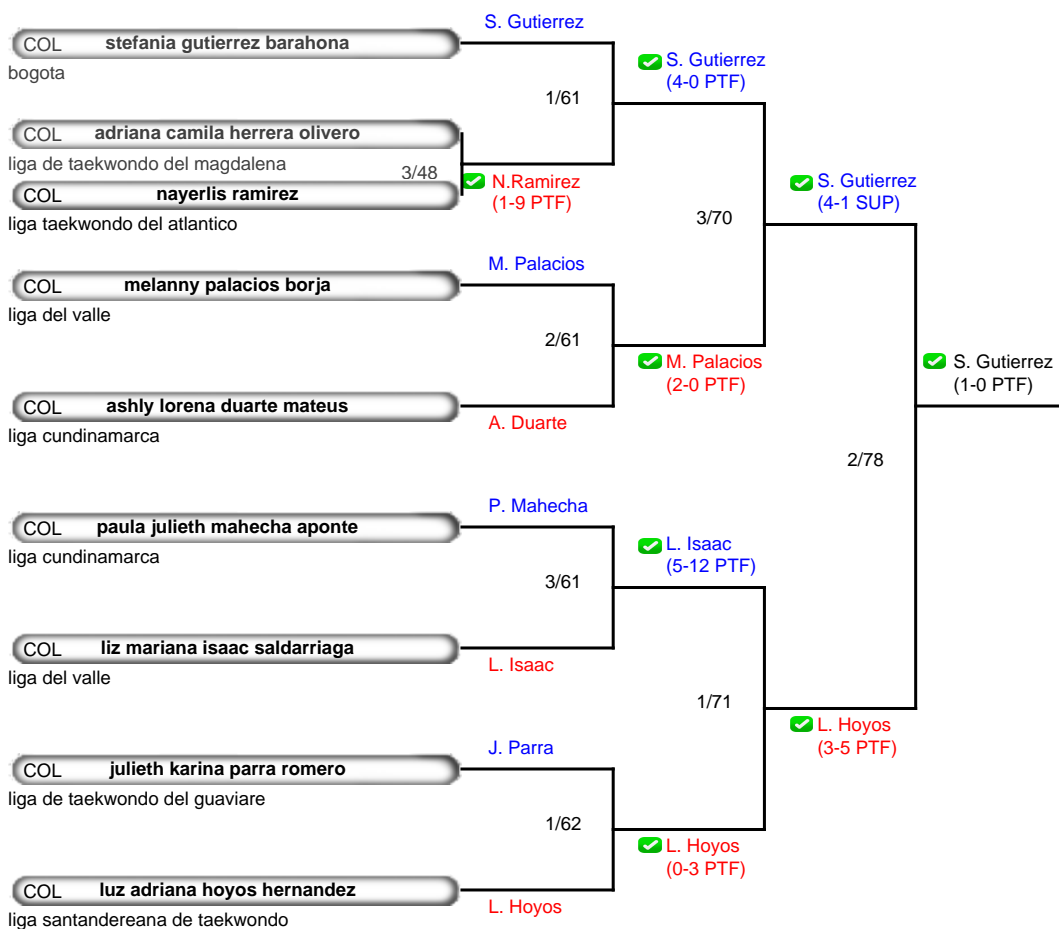 S. Gutierrez
COL stefania gutierrez barahona
bogota
S. Gutierrez
(4-0 PTF)
1/61
COL adriana camila herrera olivero
liga de taekwondo del magdalena
3/48
COL nayerlis ramirez
liga taekwondo del atlantico
N.Ramirez
(1-9 PTF)
S. Gutierrez
(4-1 SUP)
3/70
M. Palacios
COL melanny palacios borja
liga del valle
2/61
M. Palacios
(2-0 PTF)
S. Gutierrez
(1-0 PTF)
COL ashly lorena duarte mateus
liga cundinamarca
A. Duarte
2/78
P. Mahecha
COL paula julieth mahecha aponte
liga cundinamarca
L. Isaac
(5-12 PTF)
3/61
COL liz mariana isaac saldarriaga
liga del valle
L. Isaac
1/71
L. Hoyos
(3-5 PTF)
J. Parra
COL julieth karina parra romero
liga de taekwondo del guaviare
1/62
L. Hoyos
(0-3 PTF)
COL luz adriana hoyos hernandez
liga santandereana de taekwondo
L. Hoyos